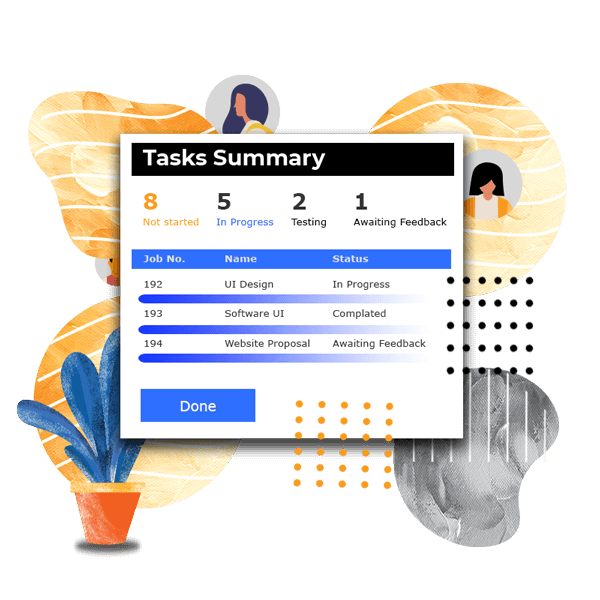 Tasks Summary
8 5 2 1
Not started In Progress Testing Awaiting Feedback
Job No. Name Status
192 UI Design In Progress
193 Software UI Complated
194 Website Proposal Awaiting Feedback
Done